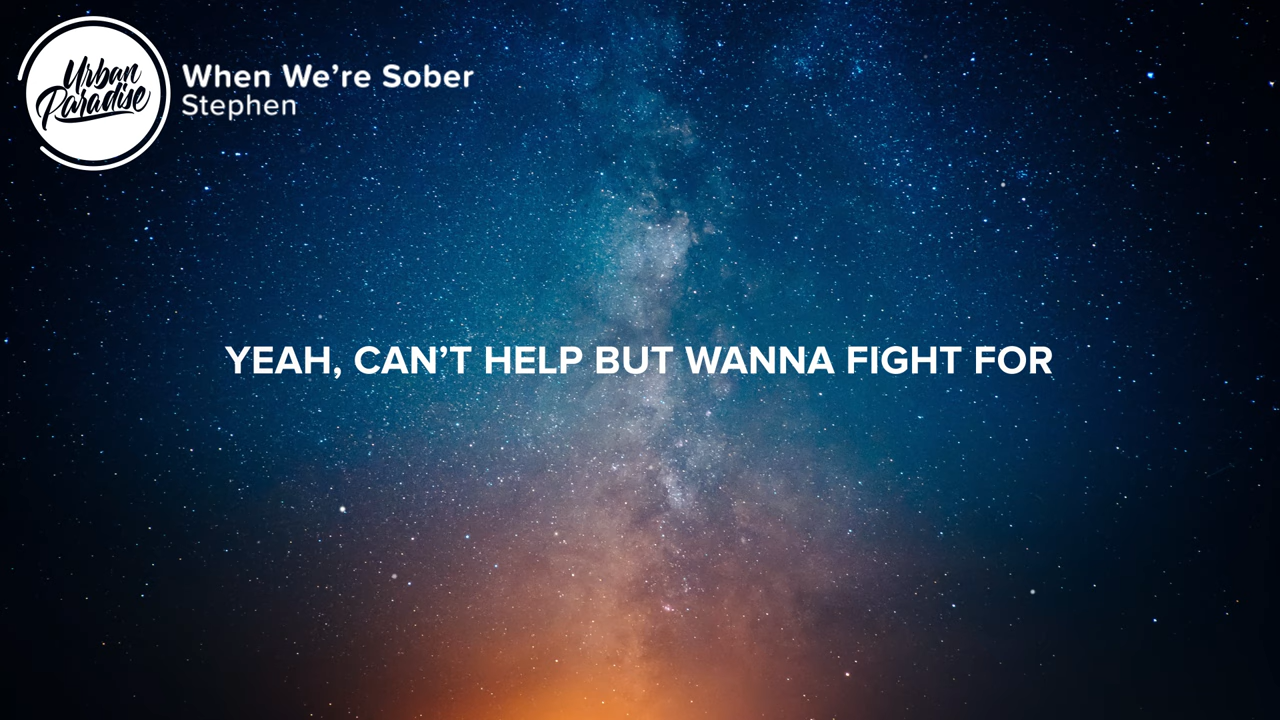 Urban
Paradise
When We’re Sober
Stephen
YEAH, CAN’T HELP BUT WANNA FIGHT FOR